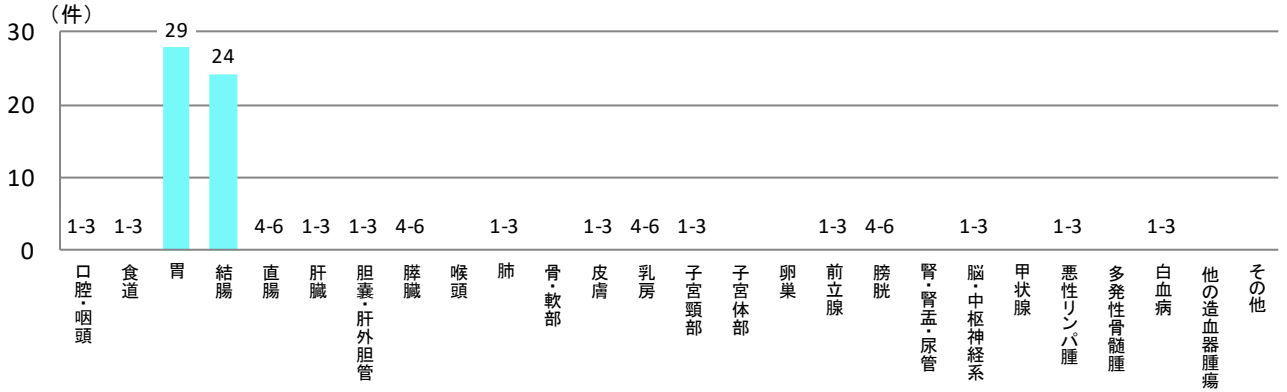 （件）
30
20
10
0
29
24
1-3
1-3
4-6
1-3
1-3
4-6
1-3
1-3
4-6
1-3
1-3
4-6
1-3
1-3
1-3
口腔・咽頭
食道
胃
結腸
直腸
肝臓
胆嚢・肝外胆管
膵臓
喉頭
肺
骨・軟部
皮膚
乳房
子宮頸部
子宮体部
卵巣
前立腺
膀胱
腎・腎盂・尿管
脳・中枢神経系
甲状腺
悪性リンパ腫
多発性骨髄腫
白血病
他の造血器腫瘍
その他